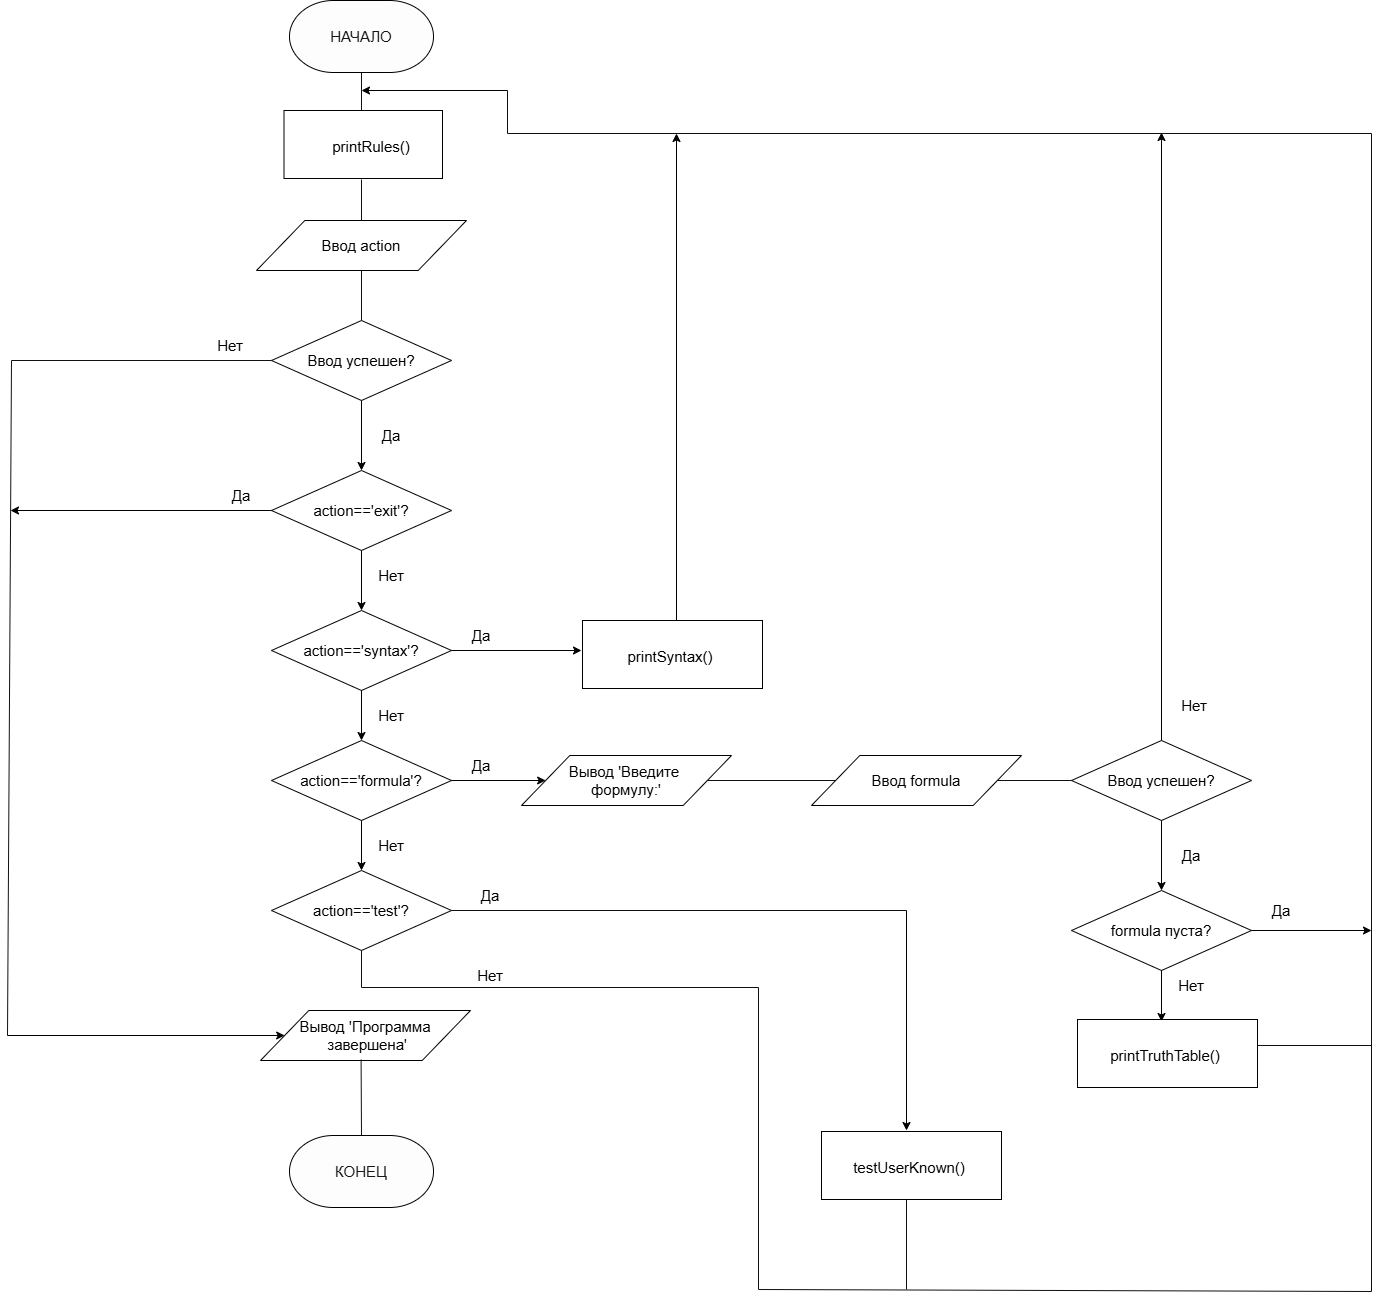 НАЧАЛО
printRules()
Ввод action
Нет
Ввод успешен?
Да
Да
action=='exit'?
Нет
Да
action=='syntax'?
printSyntax()
Нет
Нет
Да
action=='formula'?
Вывод 'Введите
формулу:'
Ввод formula
Ввод успешен?
Нет
Да
Да
action=='test'?
Да
formula пуста?
Нет
Нет
Вывод 'Программа
завершена'
printTruthTable()
testUserKnown()
КОНЕЦ